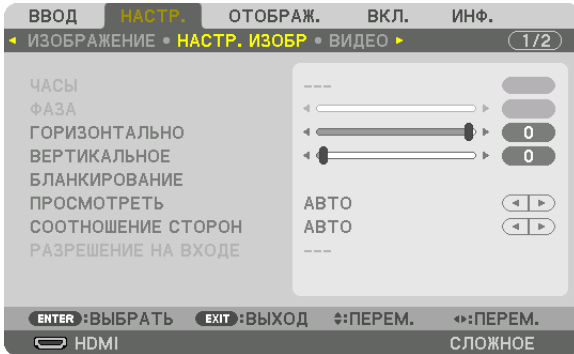 ВВОД НАСТР. ОТОБРАЖ. ВКЛ. ИНФ.
◄ ИЗОБРАЖЕНИЕ • НАСТР. ИЗОБР • ВИДЕО ► 1/2
ЧАСЫ ---
ФАЗА
ГОРИЗОНТАЛЬНО 0
ВЕРТИКАЛЬНОЕ 0
БЛАНКИРОВАНИЕ
ПРОСМОТРЕТЬ АВТО
СООТНОШЕНИЕ СТОРОН АВТО
РАЗРЕШЕНИЕ НА ВХОДЕ ---
ENTER :ВЫБРАТЬ EXIT :ВЫХОД :ПЕРЕМ. :ПЕРЕМ.
HDMI СЛОЖНОЕ